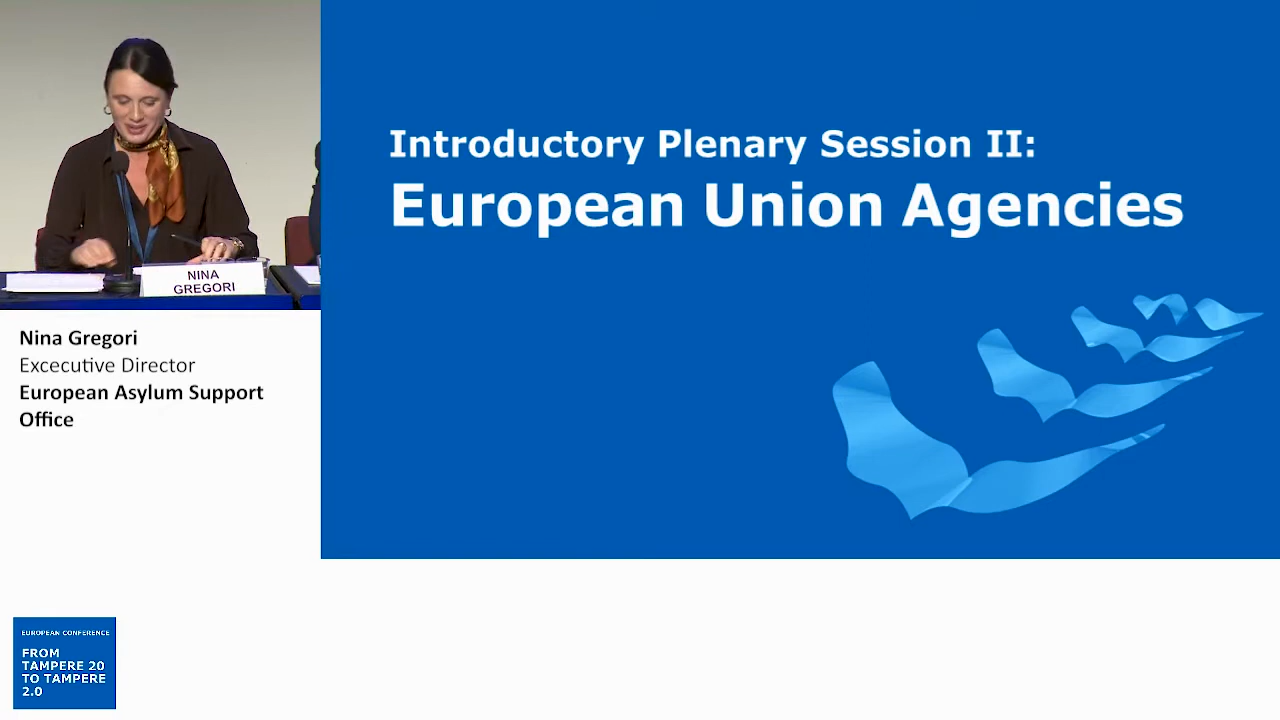 Introductory Plenary Session II:
European Union Agencies
NINA
GREGORI
Nina Gregori
Excecutive Director
European Asylum Support
Office
EUROPEAN CONFERENCE
FROM
TAMPERE 20
TO TAMPERE
2.0